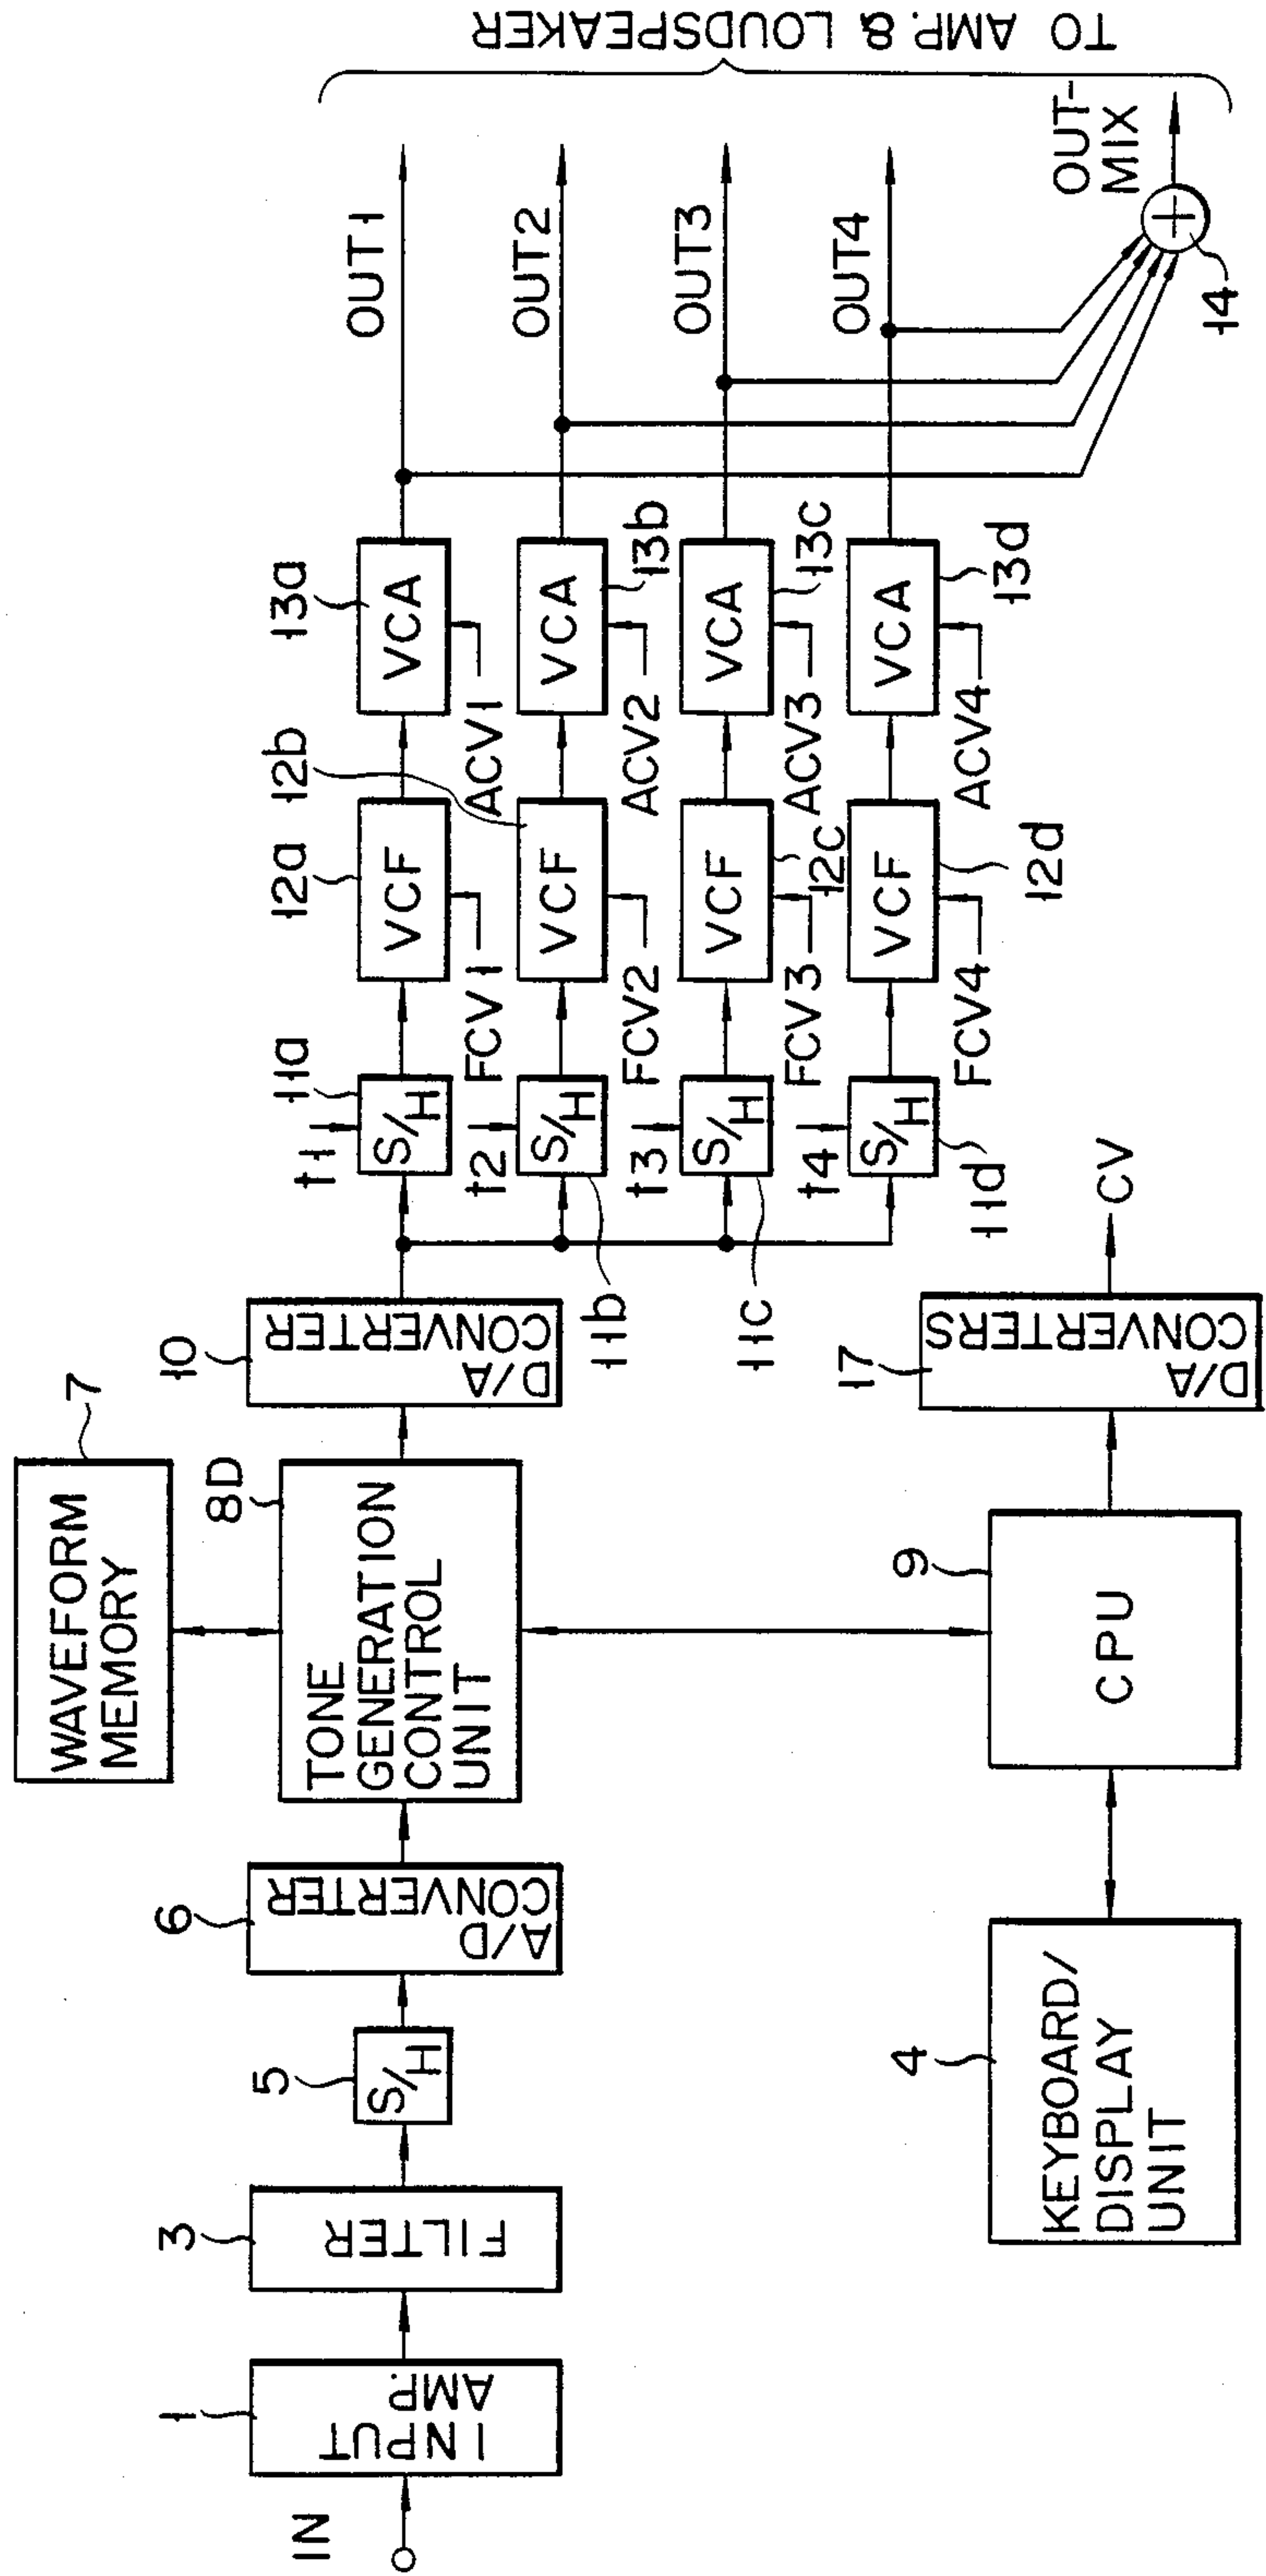 IN
1
INPUT
AMP.
3
FILTER
5
S/H
6
A/D
CONVERTER
7
WAVEFORM
MEMORY
8D
TONE
GENERATION
CONTROL
UNIT
10
D/A
CONVERTER
4
KEYBOARD/
DISPLAY
UNIT
9
CPU
17
D/A
CONVERTERS
CV
t1
11a
S/H
12a
VCF
FCV1
13a
VCA
ACV1
OUT1
t2
11b
S/H
12b
VCF
FCV2
13b
VCA
ACV2
OUT2
t3
11c
S/H
12c
VCF
FCV3
13c
VCA
ACV3
OUT3
t4
11d
S/H
12d
VCF
FCV4
13d
VCA
ACV4
OUT4
14
+
OUT-
MIX
TO AMP. & LOUDSPEAKER